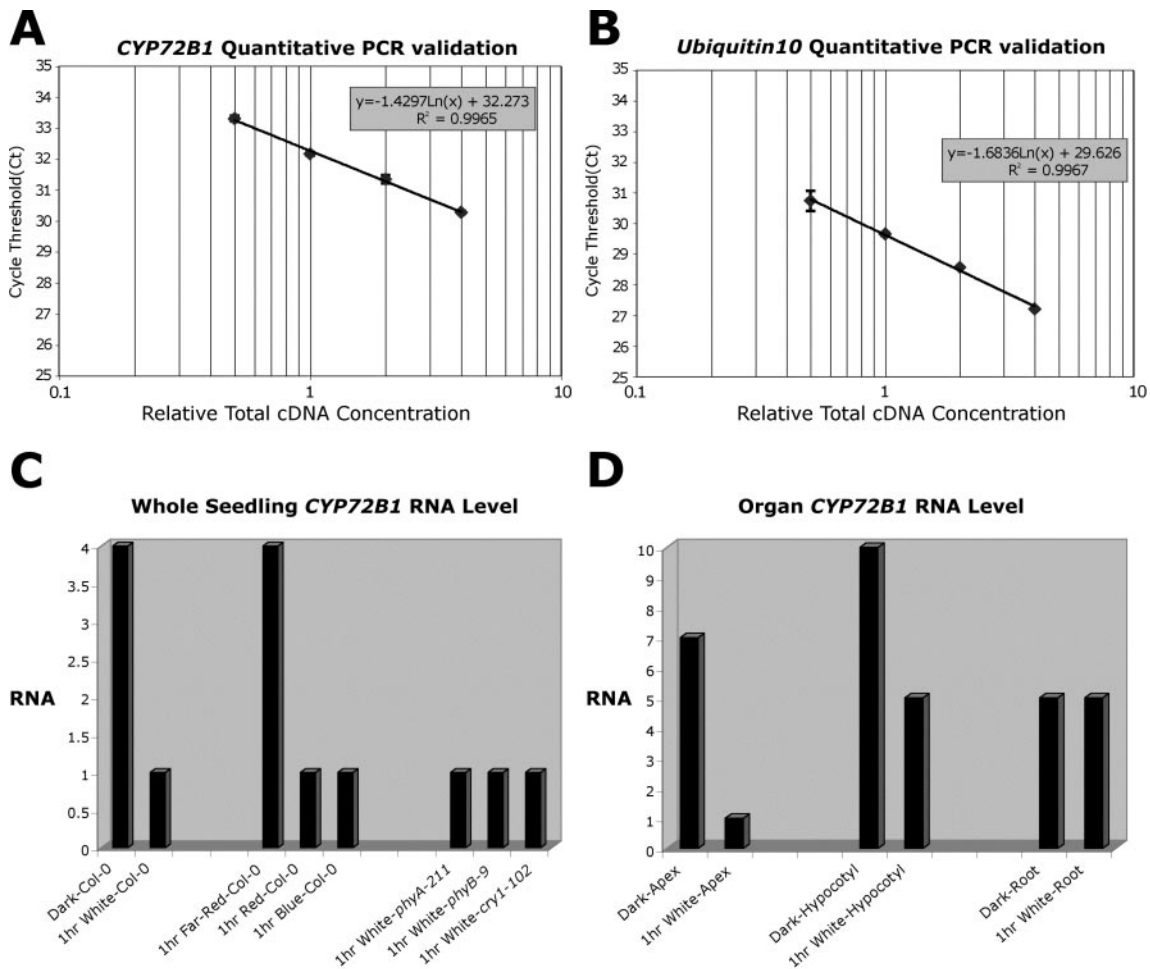 A
CYP72B1 Quantitative PCR validation
35
34
33
32
31
30
29
28
27
26
25
y=-1.4297Ln(x) + 32.273
R² = 0.9965
Cycle Threshold(Ct)
0.1
1
10
Relative Total cDNA Concentration
B
Ubiquitin10 Quantitative PCR validation
35
34
33
32
31
30
29
28
27
26
25
y=-1.6836Ln(x) + 29.626
R² = 0.9967
Cycle Threshold(Ct)
0.1
1
10
Relative Total cDNA Concentration
C
Whole Seedling CYP72B1 RNA Level
4
3.5
3
2.5
2
1.5
1
0.5
0
RNA
Dark-Col-0
1hr White-Col-0
1hr Far-Red-Col-0
1hr Red-Col-0
1hr Blue-Col-0
1hr White-phyA-211
1hr White-phyB-9
1hr White-cry1-102
D
Organ CYP72B1 RNA Level
10
9
8
7
6
5
4
3
2
1
0
RNA
Dark-Apex
1hr White-Apex
Dark-Hypocotyl
1hr White-Hypocotyl
Dark-Root
1hr White-Root